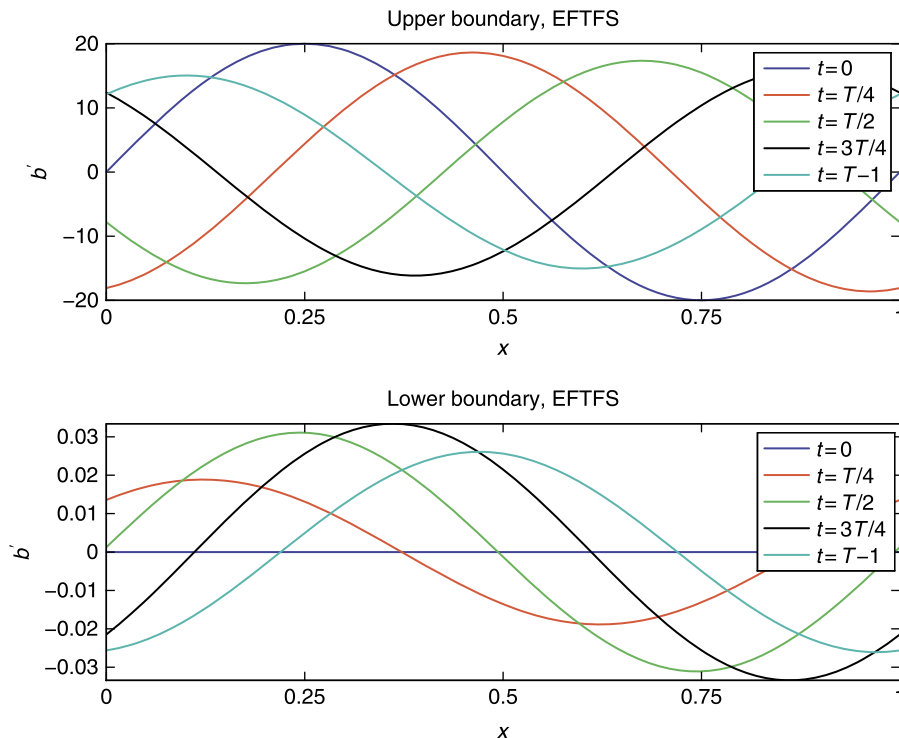 Upper boundary, EFTFS
20
10
0
−10
−20
b′
0
0.25
0.5
0.75
x
t=0
t=T/4
t=T/2
t=3T/4
t=T−1
Lower boundary, EFTFS
0.03
0.02
0.01
0
−0.01
−0.02
−0.03
b′
0
0.25
0.5
0.75
x
t=0
t=T/4
t=T/2
t=3T/4
t=T−1